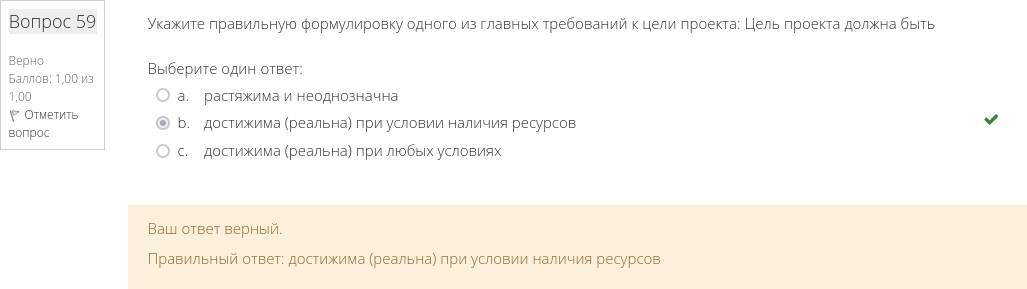 Вопрос 59
Верно
Баллов: 1,00 из
1,00
Отметить
вопрос
Укажите правильную формулировку одного из главных требований к цели проекта: Цель проекта должна быть
Выберите один ответ:
a. растяжима и неоднозначна
b. достижима (реальна) при условии наличия ресурсов
c. достижима (реальна) при любых условиях
Ваш ответ верный.
Правильный ответ: достижима (реальна) при условии наличия ресурсов